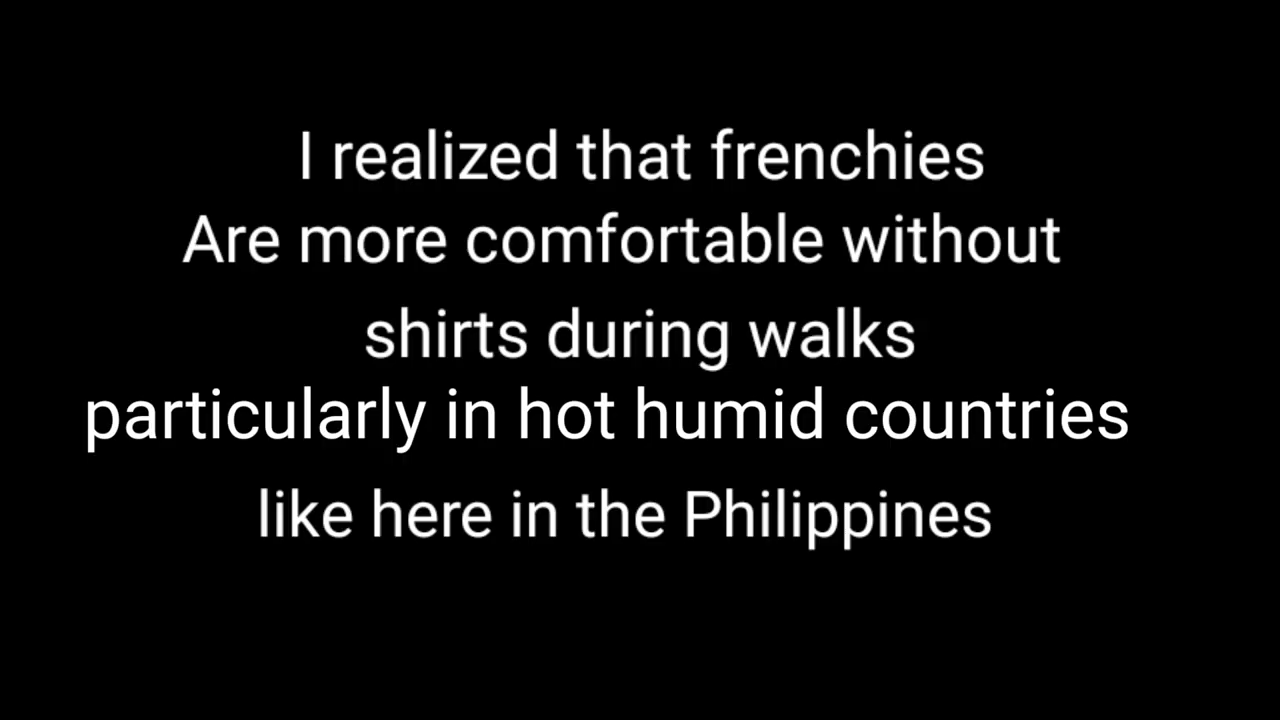 I realized that frenchies
Are more comfortable without
shirts during walks
particularly in hot humid countries
like here in the Philippines